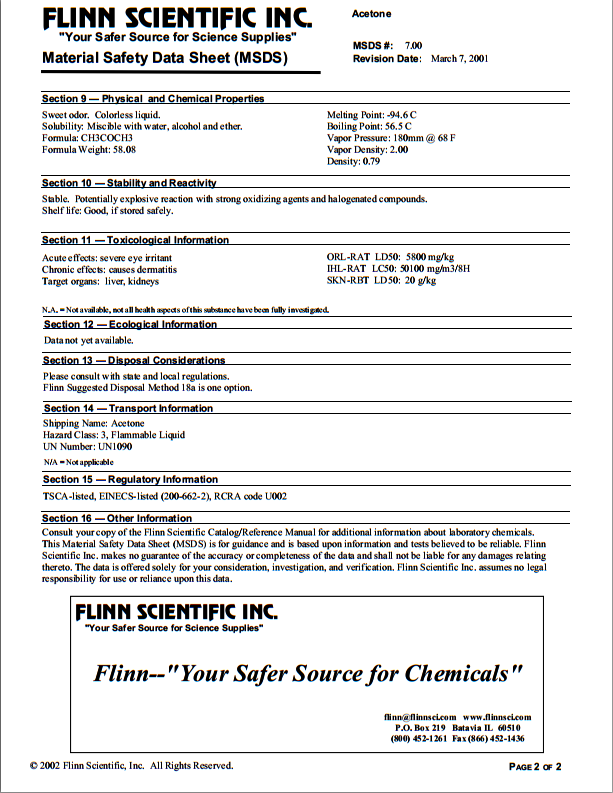 FLINN SCIENTIFIC INC.
"Your Safer Source for Science Supplies"
Material Safety Data Sheet (MSDS)
Acetone
MSDS #: 7.00
Revision Date: March 7, 2001
Section 9 — Physical and Chemical Properties
Sweet odor. Colorless liquid.
Solubility: Miscible with water, alcohol and ether.
Formula: CH3COCH3
Formula Weight: 58.08
Melting Point: -94.6 C
Boiling Point: 56.5 C
Vapor Pressure: 180mm @ 68 F
Vapor Density: 2.00
Density: 0.79
Section 10 — Stability and Reactivity
Stable. Potentially explosive reaction with strong oxidizing agents and halogenated compounds.
Shelf life: Good, if stored safely.
Section 11 — Toxicological Information
Acute effects: severe eye irritant
Chronic effects: causes dermatitis
Target organs: liver, kidneys
ORL-RAT LD50: 5800 mg/kg
IHL-RAT LC50: 50100 mg/m3/8H
SKN-RBT LD50: 20 g/kg
N.A. = Not available, not all health aspects of this substance have been fully investigated.
Section 12 — Ecological Information
Data not yet available.
Section 13 — Disposal Considerations
Please consult with state and local regulations.
Flinn Suggested Disposal Method 18a is one option.
Section 14 — Transport Information
Shipping Name: Acetone
Hazard Class: 3, Flammable Liquid
UN Number: UN1090
N/A = Not applicable
Section 15 — Regulatory Information
TSCA-listed, EINECS-listed (200-662-2), RCRA code U002
Section 16 — Other Information
Consult your copy of the Flinn Scientific Catalog/Reference Manual for additional information about laboratory chemicals.
This Material Safety Data Sheet (MSDS) is for guidance and is based upon information and tests believed to be reliable. Flinn
Scientific Inc. makes no guarantee of the accuracy or completeness of the data and shall not be liable for any damages relating
thereto. The data is offered solely for your consideration, investigation, and verification. Flinn Scientific Inc. assumes no legal
responsibility for use or reliance upon this data.
FLINN SCIENTIFIC INC.
"Your Safer Source for Science Supplies"
Flinn--"Your Safer Source for Chemicals"
flinn@flinnsci.com www.flinnsci.com
P.O. Box 219 Batavia IL 60510
(800) 452-1261 Fax (866) 452-1436
© 2002 Flinn Scientific, Inc. All Rights Reserved.
PAGE 2 OF 2